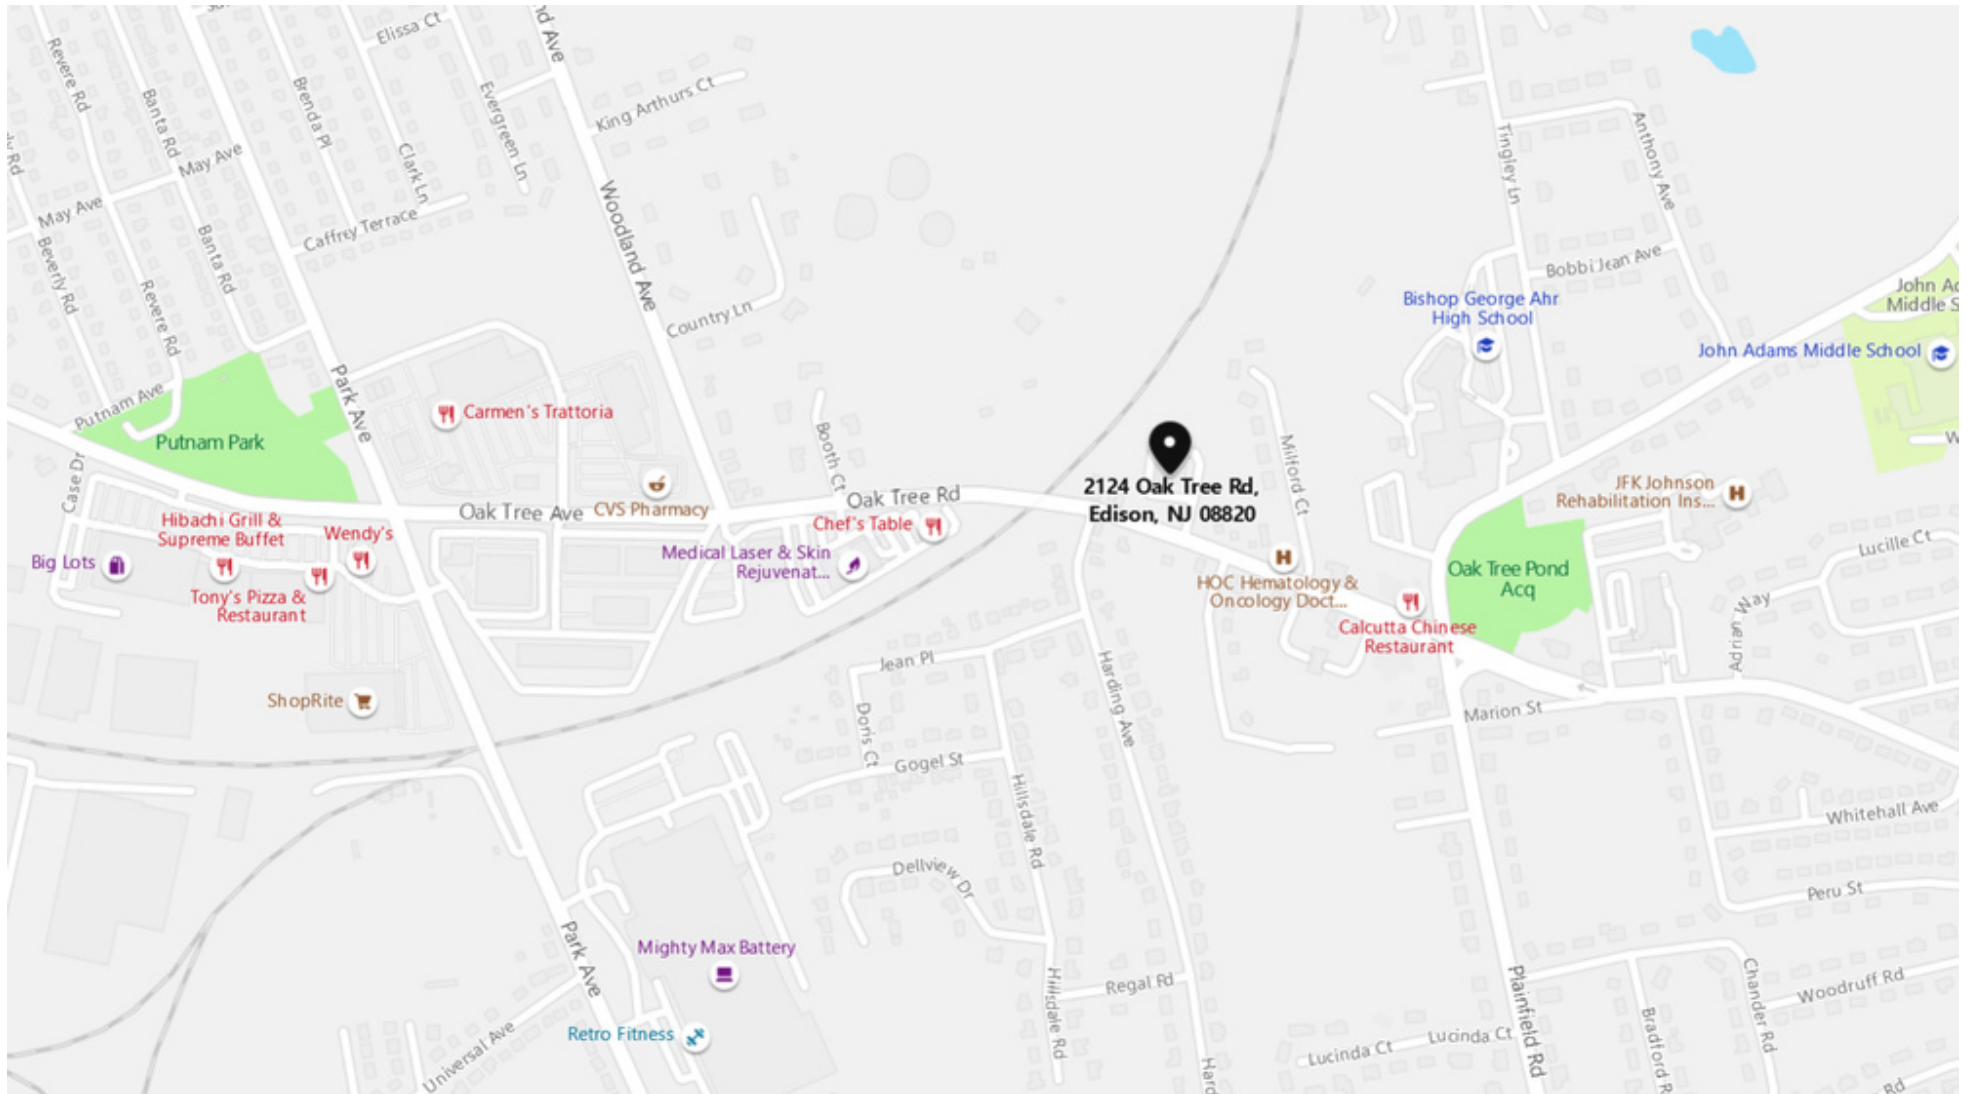 Elissa Ct
nd Ave
Revere Rd
Banta Rd
Brenda Pl
Evergreen Ln
King Arthurs Ct
Tingley Ln
Anthony Ave
May Ave
Clark Ln
May Ave
Woodland Ave
Caffrey Terrace
Banta Rd
Beverly Rd
Bobbi Jean Ave
Revere Rd
Country Ln
Bishop George Ahr
High School
John Adams Middle School
Putnam Ave
Park Ave
Carmen's Trattoria
Putnam Park
Booth Ct
Milford Ct
Case Dr
Oak Tree Ave
CVS Pharmacy
Oak Tree Rd
2124 Oak Tree Rd,
Edison, NJ 08820
JFK Johnson
Rehabilitation Ins...
Hibachi Grill &
Supreme Buffet
Wendy's
Chef's Table
Big Lots
Medical Laser & Skin
Rejuvenat...
Tony's Pizza &
Restaurant
HOC Hematology &
Oncology Doct...
Oak Tree Pond
Acq
Lucille Ct
Calcutta Chinese
Restaurant
Adrien Way
Jean Pl
Harding Ave
ShopRite
Doris Ct
Marion St
Gogel St
Hillsdale Rd
Whitehall Ave
Dellview Dr
Peru St
Park Ave
Mighty Max Battery
Hillsdale Rd
Regal Rd
Plainfield Rd
Chander Rd
Woodruff Rd
Retro Fitness
Universal Ave
Lucinda Ct
Lucinda Ct
Bradford R
Hard
Rd